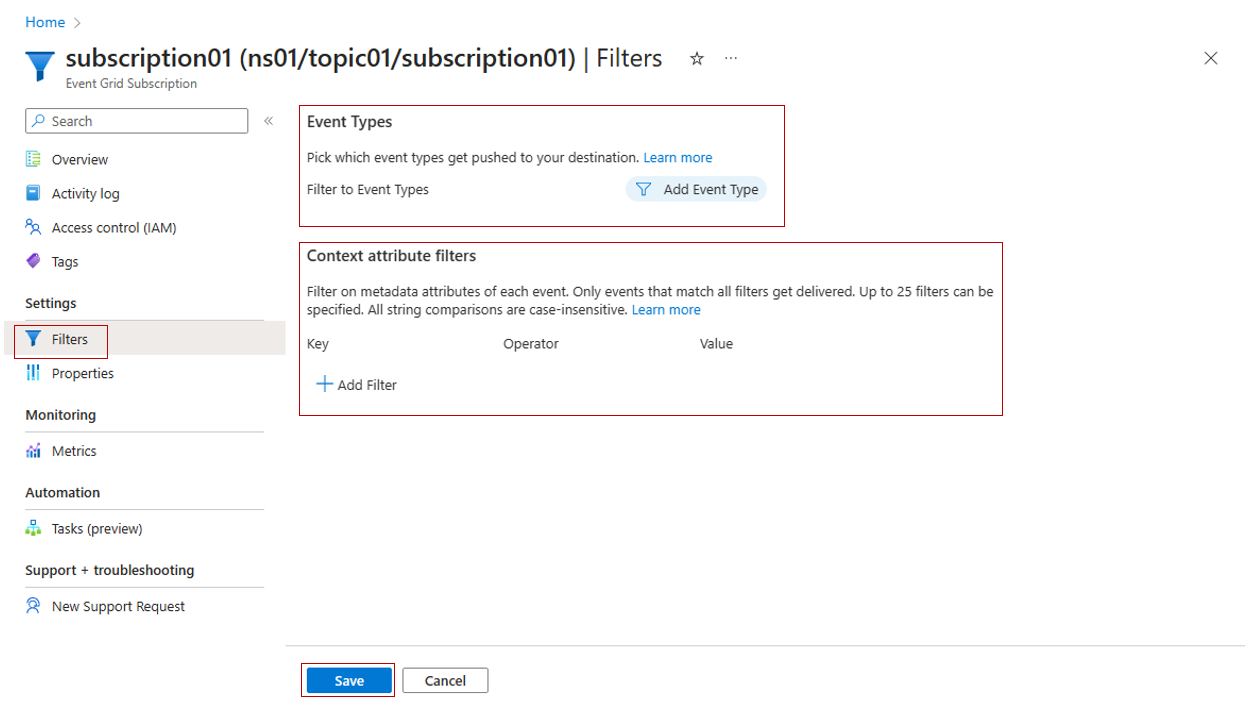 Home
subscription01 (ns01/topic01/subscription01) | Filters
Event Grid Subscription
Search
Overview
Activity log
Access control (IAM)
Tags
Settings
Filters
Properties
Monitoring
Metrics
Automation
Tasks (preview)
Support + troubleshooting
New Support Request
Event Types
Pick which event types get pushed to your destination. Learn more
Filter to Event Types Add Event Type
Context attribute filters
Filter on metadata attributes of each event. Only events that match all filters get delivered. Up to 25 filters can be
specified. All string comparisons are case-insensitive. Learn more
Key Operator Value
Add Filter
Save Cancel